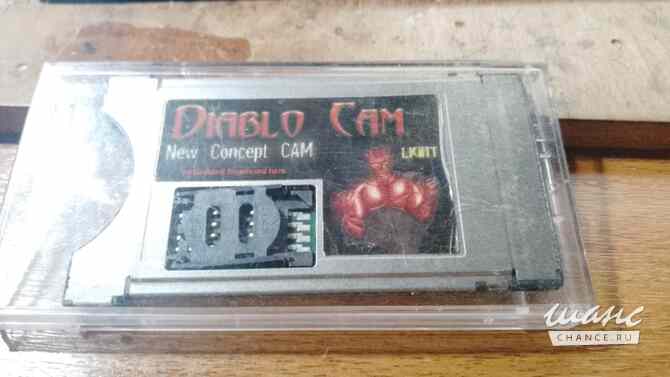 DIABLO CAM
New Concept CAM
LIGHT
шанс
CHANCE.RU